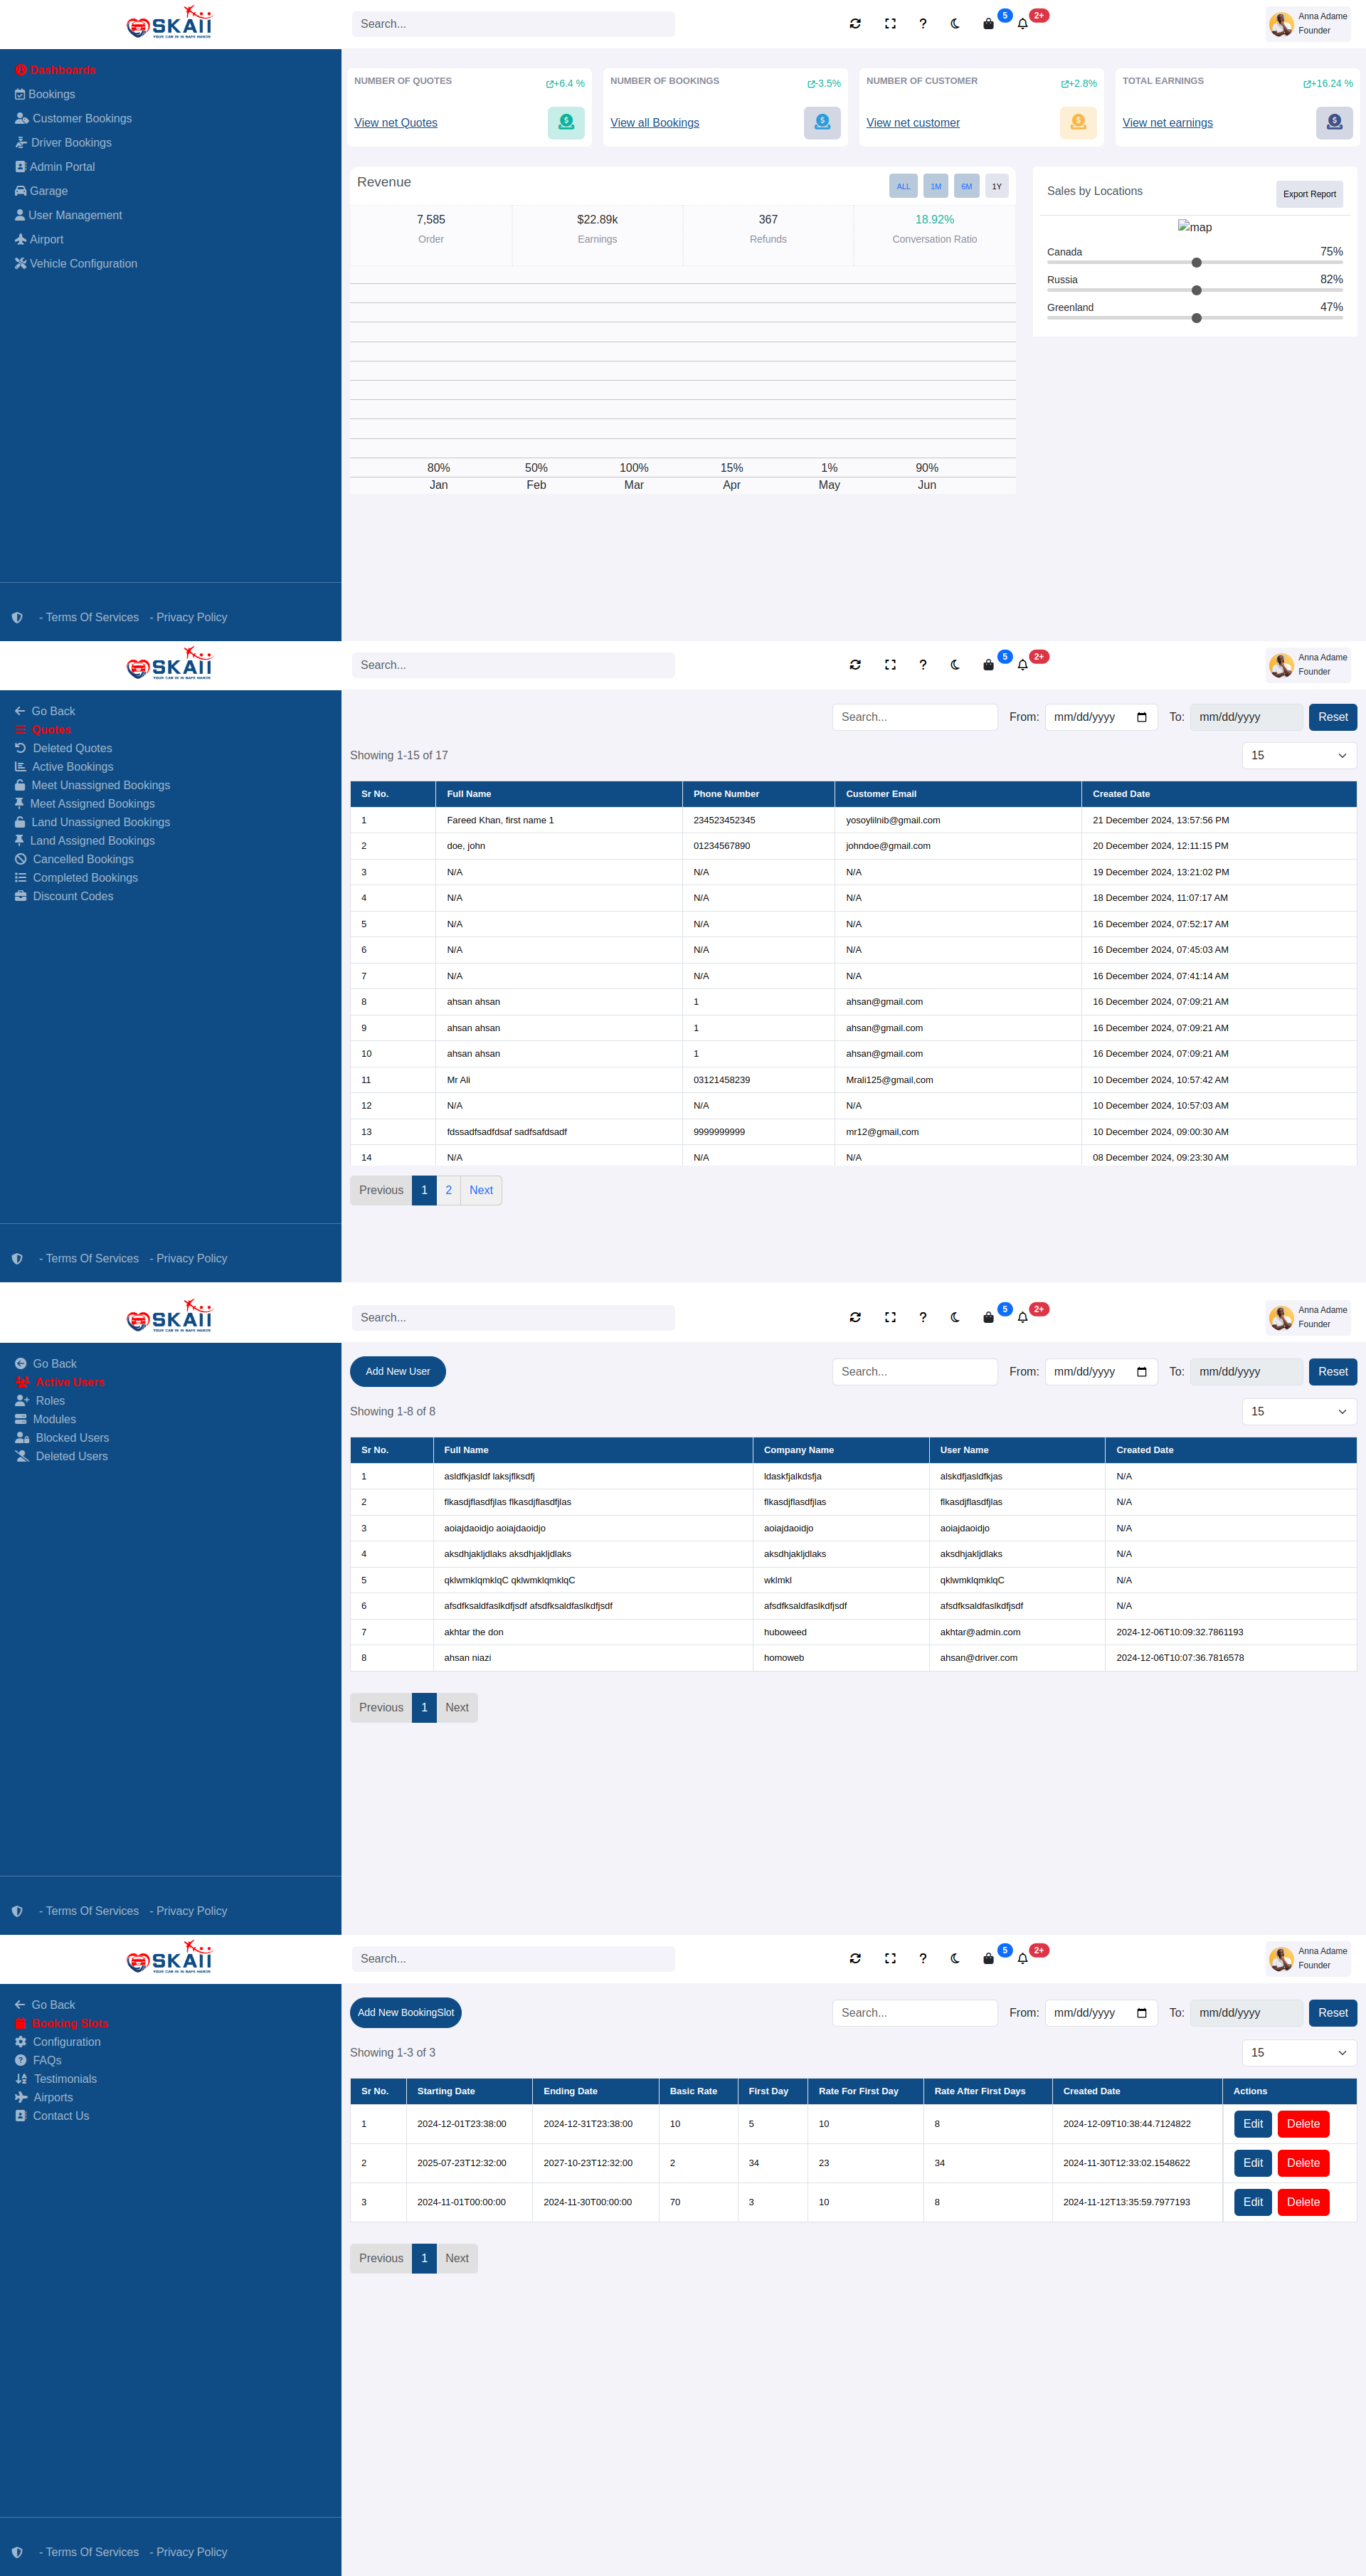 SKAII
YOUR CAR IS IN SAFE HANDS
Search...
5
2+
Anna Adame
Founder
Dashboards
Bookings
Customer Bookings
Driver Bookings
Admin Portal
Garage
User Management
Airport
Vehicle Configuration
- Terms Of Services - Privacy Policy
NUMBER OF QUOTES +6.4 %
View net Quotes
NUMBER OF BOOKINGS -3.5%
View all Bookings
NUMBER OF CUSTOMER +2.8%
View net customer
TOTAL EARNINGS +16.24 %
View net earnings
Revenue ALL 1M 6M 1Y
7,585 $22.89k 367 18.92%
Order Earnings Refunds Conversation Ratio
80% 50% 100% 15% 1% 90%
Jan Feb Mar Apr May Jun
Sales by Locations Export Report
map
Canada 75%
Russia 82%
Greenland 47%
SKAII
YOUR CAR IS IN SAFE HANDS
Search...
5
2+
Anna Adame
Founder
Go Back
Quotes
Deleted Quotes
Active Bookings
Meet Unassigned Bookings
Meet Assigned Bookings
Land Unassigned Bookings
Land Assigned Bookings
Cancelled Bookings
Completed Bookings
Discount Codes
- Terms Of Services - Privacy Policy
Search... From: mm/dd/yyyy To: mm/dd/yyyy Reset
Showing 1-15 of 17 15
Sr No. Full Name Phone Number Customer Email Created Date
1 Fareed Khan, first name 1 234523452345 yosoylilnib@gmail.com 21 December 2024, 13:57:56 PM
2 doe, john 01234567890 johndoe@gmail.com 20 December 2024, 12:11:15 PM
3 N/A N/A N/A 19 December 2024, 13:21:02 PM
4 N/A N/A N/A 18 December 2024, 11:07:17 AM
5 N/A N/A N/A 16 December 2024, 07:52:17 AM
6 N/A N/A N/A 16 December 2024, 07:45:03 AM
7 N/A N/A N/A 16 December 2024, 07:41:14 AM
8 ahsan ahsan 1 ahsan@gmail.com 16 December 2024, 07:09:21 AM
9 ahsan ahsan 1 ahsan@gmail.com 16 December 2024, 07:09:21 AM
10 ahsan ahsan 1 ahsan@gmail.com 16 December 2024, 07:09:21 AM
11 Mr Ali 03121458239 Mrali125@gmail,com 10 December 2024, 10:57:42 AM
12 N/A N/A N/A 10 December 2024, 10:57:03 AM
13 fdssadfsadfdsaf sadfsafdsadf 9999999999 mr12@gmail,com 10 December 2024, 09:00:30 AM
14 N/A N/A N/A 08 December 2024, 09:23:30 AM
Previous 1 2 Next
SKAII
YOUR CAR IS IN SAFE HANDS
Search...
5
2+
Anna Adame
Founder
Go Back
Active Users
Roles
Modules
Blocked Users
Deleted Users
- Terms Of Services - Privacy Policy
Add New User Search... From: mm/dd/yyyy To: mm/dd/yyyy Reset
Showing 1-8 of 8 15
Sr No. Full Name Company Name User Name Created Date
1 asldfkjasldf laksjflksdfj ldaskfjalkdsfja alskdfjasldfkjas N/A
2 flkasdjflasdfjlas flkasdjflasdfjlas flkasdjflasdfjlas flkasdjflasdfjlas N/A
3 aoiajdaoidjo aoiajdaoidjo aoiajdaoidjo aoiajdaoidjo N/A
4 aksdhjakljdlaks aksdhjakljdlaks aksdhjakljdlaks aksdhjakljdlaks N/A
5 qklwmklqmklqC qklwmklqmklqC wklmkl qklwmklqmklqC N/A
6 afsdfksaldfaslkdfjsdf afsdfksaldfaslkdfjsdf afsdfksaldfaslkdfjsdf afsdfksaldfaslkdfjsdf N/A
7 akhtar the don huboweed akhtar@admin.com 2024-12-06T10:09:32.7861193
8 ahsan niazi homoweb ahsan@driver.com 2024-12-06T10:07:36.7816578
Previous 1 Next
SKAII
YOUR CAR IS IN SAFE HANDS
Search...
5
2+
Anna Adame
Founder
Go Back
Booking Slots
Configuration
FAQs
Testimonials
Airports
Contact Us
- Terms Of Services - Privacy Policy
Add New BookingSlot Search... From: mm/dd/yyyy To: mm/dd/yyyy Reset
Showing 1-3 of 3 15
Sr No. Starting Date Ending Date Basic Rate First Day Rate For First Day Rate After First Days Created Date Actions
1 2024-12-01T23:38:00 2024-12-31T23:38:00 10 5 10 8 2024-12-09T10:38:44.7124822 Edit Delete
2 2025-07-23T12:32:00 2027-10-23T12:32:00 2 34 23 34 2024-11-30T12:33:02.1548622 Edit Delete
3 2024-11-01T00:00:00 2024-11-30T00:00:00 70 3 10 8 2024-11-12T13:35:59.7977193 Edit Delete
Previous 1 Next